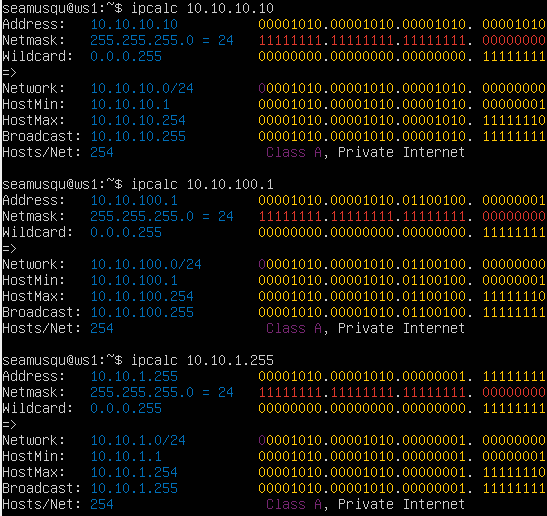 seamusqu@ws1:~$ ipcalc 10.10.10.10
Address:   10.10.10.10          00001010.00001010.00001010. 00001010
Netmask:   255.255.255.0 = 24   11111111.11111111.11111111. 00000000
Wildcard:  0.0.0.255            00000000.00000000.00000000. 11111111
=>
Network:   10.10.10.0/24        00001010.00001010.00001010. 00000000
HostMin:   10.10.10.1           00001010.00001010.00001010. 00000001
HostMax:   10.10.10.254         00001010.00001010.00001010. 11111110
Broadcast: 10.10.10.255         00001010.00001010.00001010. 11111111
Hosts/Net: 254                   Class A, Private Internet
seamusqu@ws1:~$ ipcalc 10.10.100.1
Address:   10.10.100.1          00001010.00001010.01100100. 00000001
Netmask:   255.255.255.0 = 24   11111111.11111111.11111111. 00000000
Wildcard:  0.0.0.255            00000000.00000000.00000000. 11111111
=>
Network:   10.10.100.0/24       00001010.00001010.01100100. 00000000
HostMin:   10.10.100.1          00001010.00001010.01100100. 00000001
HostMax:   10.10.100.254        00001010.00001010.01100100. 11111110
Broadcast: 10.10.100.255        00001010.00001010.01100100. 11111111
Hosts/Net: 254                   Class A, Private Internet
seamusqu@ws1:~$ ipcalc 10.10.1.255
Address:   10.10.1.255          00001010.00001010.00000001. 11111111
Netmask:   255.255.255.0 = 24   11111111.11111111.11111111. 00000000
Wildcard:  0.0.0.255            00000000.00000000.00000000. 11111111
=>
Network:   10.10.1.0/24         00001010.00001010.00000001. 00000000
HostMin:   10.10.1.1            00001010.00001010.00000001. 00000001
HostMax:   10.10.1.254          00001010.00001010.00000001. 11111110
Broadcast: 10.10.1.255          00001010.00001010.00000001. 11111111
Hosts/Net: 254                   Class A, Private Internet